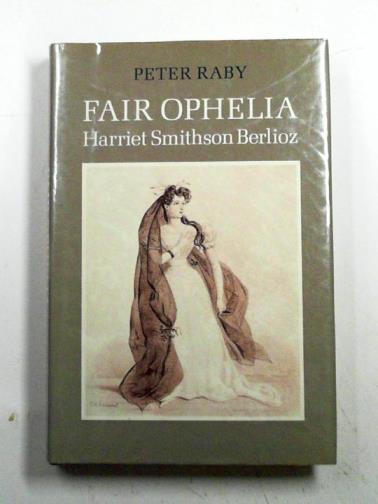 PETER RABY
FAIR OPHELIA
Harriet Smithson Berlioz